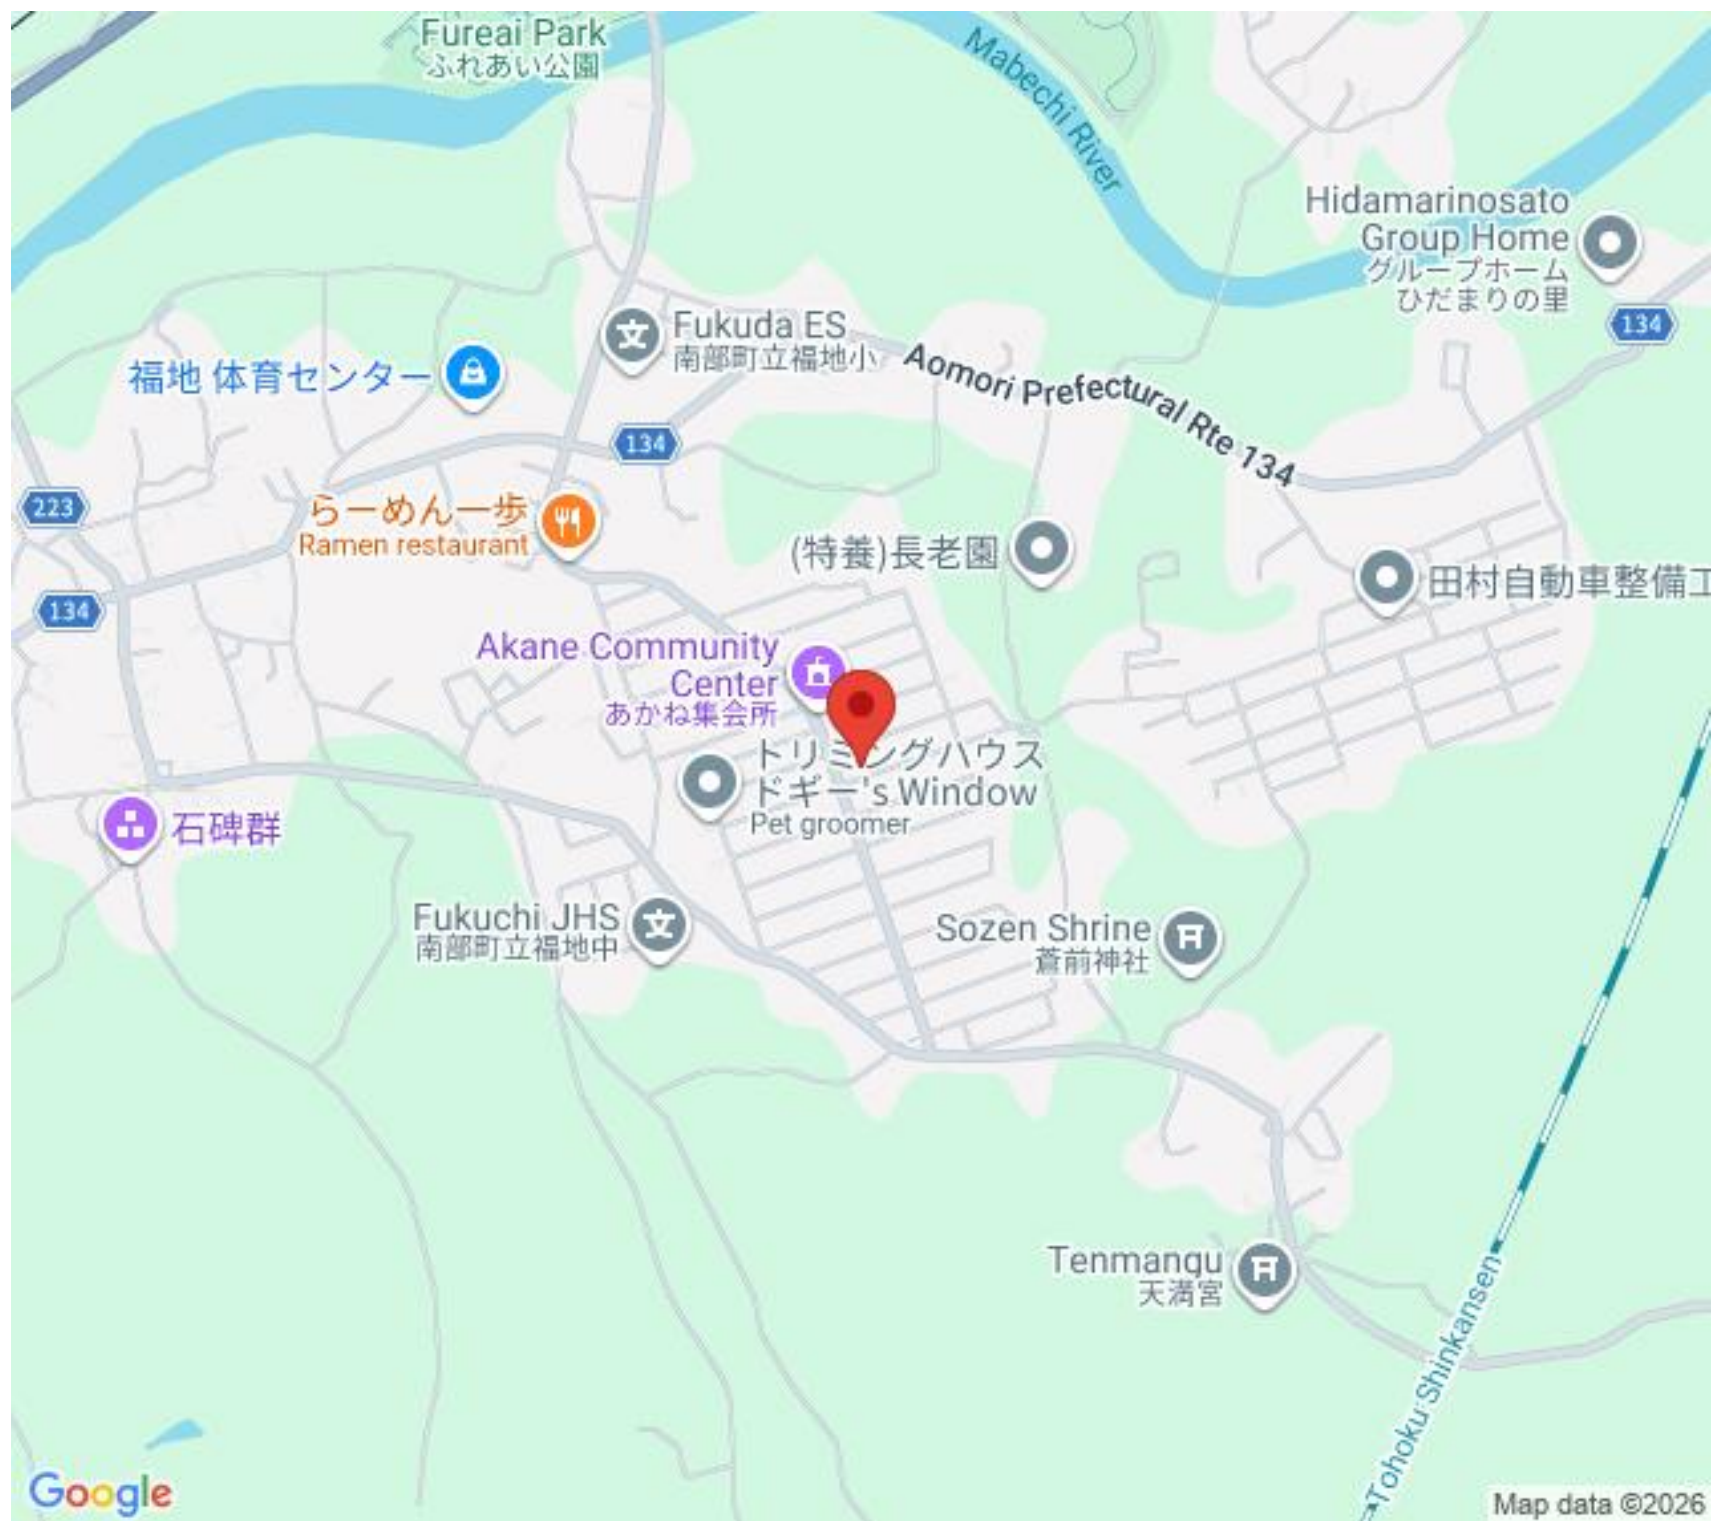 Fureai Park
ふれあい公園
Mabechi River
Hidamarinosato
Group Home
グループホーム
ひだまりの里
134
Fukuda ES
南部町立福地小
Aomori Prefectural Rte 134
福地 体育センター
134
223
らーめん一歩
Ramen restaurant
(特養)長老園
田村自動車整備工
134
Akane Community
Center
あかね集会所
トリミングハウス
ドギー's Window
Pet groomer
石碑群
Fukuchi JHS
南部町立福地中
Sozen Shrine
蒼前神社
Tenmangu
天満宮
Tohoku Shinkansen
Google
Map data ©2026